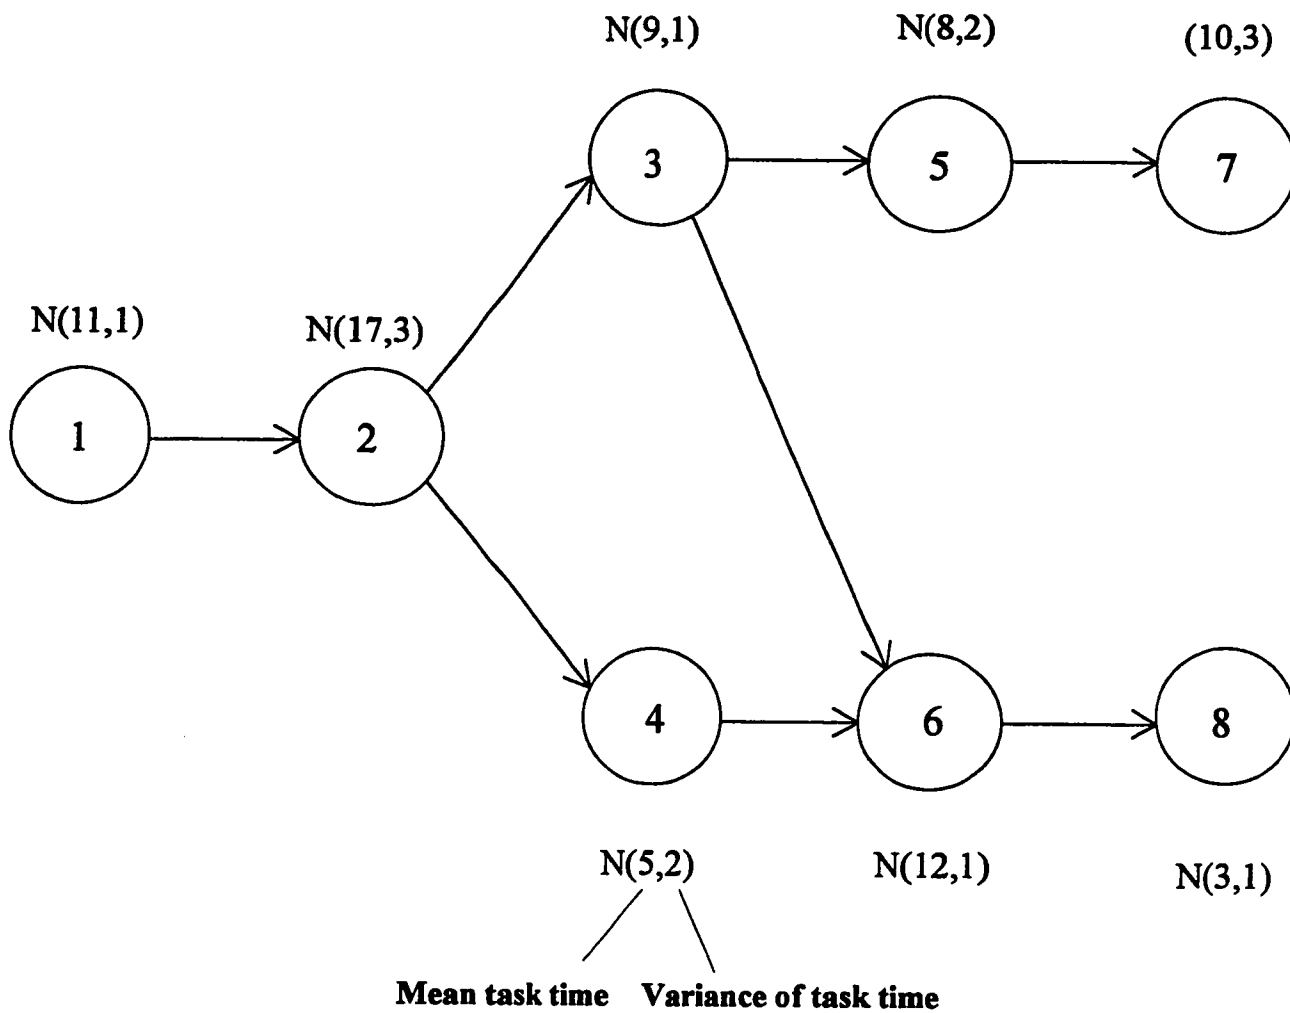 N(9,1) N(8,2) (10,3)
3 5 7
N(11,1) N(17,3)
1 2
4 6 8
N(5,2) N(12,1) N(3,1)
Mean task time Variance of task time